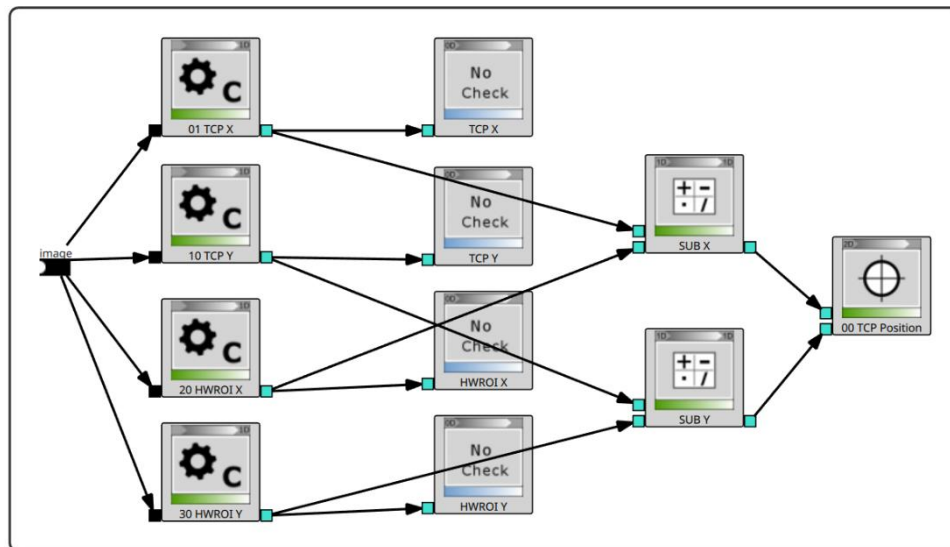 1D
C
01 TCP X
0D
No
Check
TCP X
1D
C
10 TCP Y
0D
No
Check
TCP Y
1D 1D
+ -
· /
SUB X
image
2D
00 TCP Position
1D
C
20 HWROI X
0D
No
Check
HWROI X
1D 1D
+ -
· /
SUB Y
1D
C
30 HWROI Y
0D
No
Check
HWROI Y